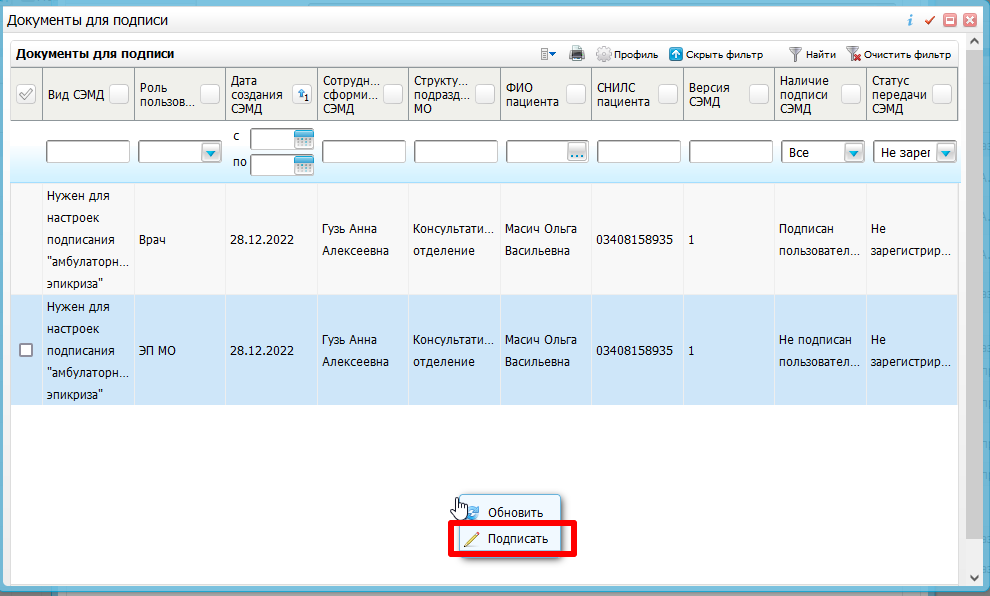 Документы для подписи
Документы для подписи
Профиль
Скрыть фильтр
Найти
Очистить фильтр
Вид СЭМД
Роль
пользов...
Дата
создания
СЭМД
1
Сотрудн...
сформи...
СЭМД
Структу...
подразд...
МО
ФИО
пациента
СНИЛС
пациента
Версия
СЭМД
Наличие
подписи
СЭМД
Статус
передачи
СЭМД
с
по
...
Все
Не зарег
Нужен для
настроек
подписания
"амбулаторн...
эпикриза"
Врач
28.12.2022
Гузь Анна
Алексеевна
Консультати...
отделение
Масич Ольга
Васильевна
03408158935
1
Подписан
пользовател...
Не
зарегистрир...
Нужен для
настроек
подписания
"амбулаторн...
эпикриза"
ЭП МО
28.12.2022
Гузь Анна
Алексеевна
Консультати...
отделение
Масич Ольга
Васильевна
03408158935
1
Не подписан
пользовател...
Не
зарегистрир...
Обновить
Подписать